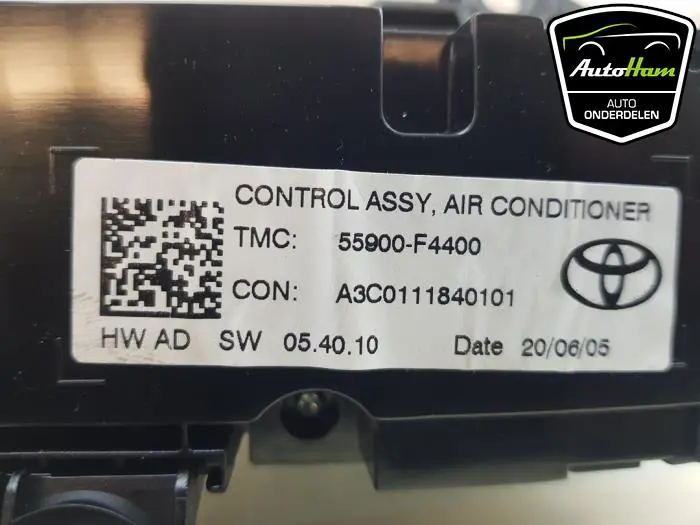 AutoHam
AUTO
ONDERDELEN
CONTROL ASSY, AIR CONDITIONER
TMC: 55900-F4400
CON: A3C0111840101
HW AD SW 05.40.10 Date 20/06/05